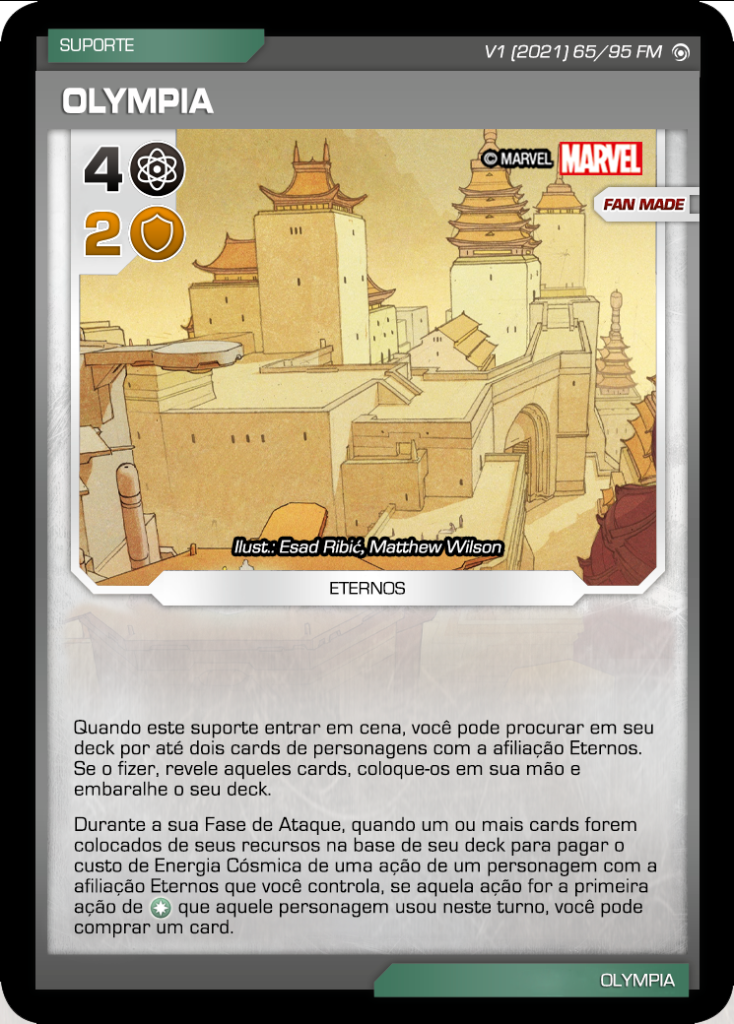 SUPORTE
V1 (2021) 65/95 FM
OLYMPIA
4
© MARVEL MARVEL
FAN MADE
2
Ilust.: Esad Ribić, Matthew Wilson
ETERNOS
Quando este suporte entrar em cena, você pode procurar em seu
deck por até dois cards de personagens com a afiliação Eternos.
Se o fizer, revele aqueles cards, coloque-os em sua mão e
embaralhe o seu deck.
Durante a sua Fase de Ataque, quando um ou mais cards forem
colocados de seus recursos na base de seu deck para pagar o
custo de Energia Cósmica de uma ação de um personagem com a
afiliação Eternos que você controla, se aquela ação for a primeira
ação de que aquele personagem usou neste turno, você pode
comprar um card.
OLYMPIA